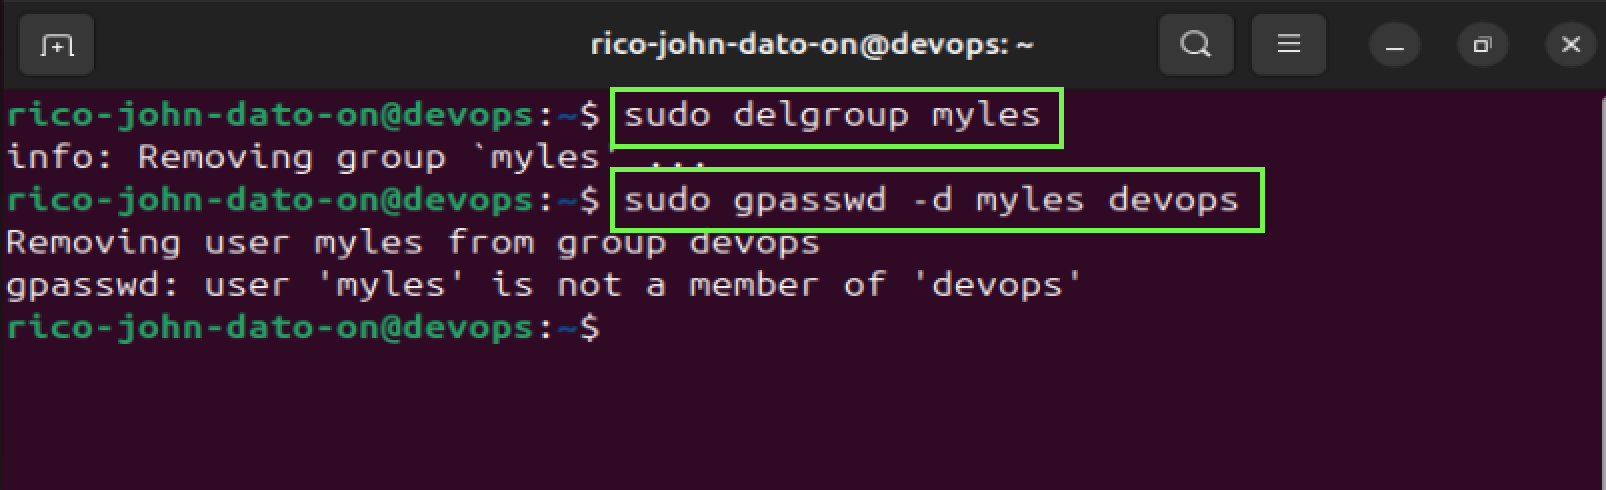 rico-john-dato-on@devops: ~
rico-john-dato-on@devops:~$ sudo delgroup myles
info: Removing group `myles' ...
rico-john-dato-on@devops:~$ sudo gpasswd -d myles devops
Removing user myles from group devops
gpasswd: user 'myles' is not a member of 'devops'
rico-john-dato-on@devops:~$